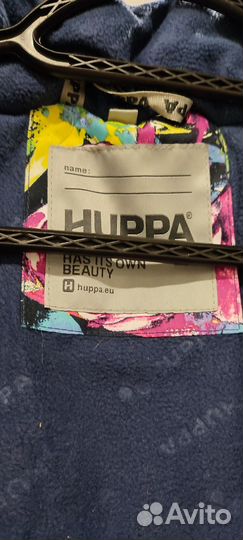 name:
HUPPA®
HAS ITS OWN
BEAUTY
huppa.eu
Avito